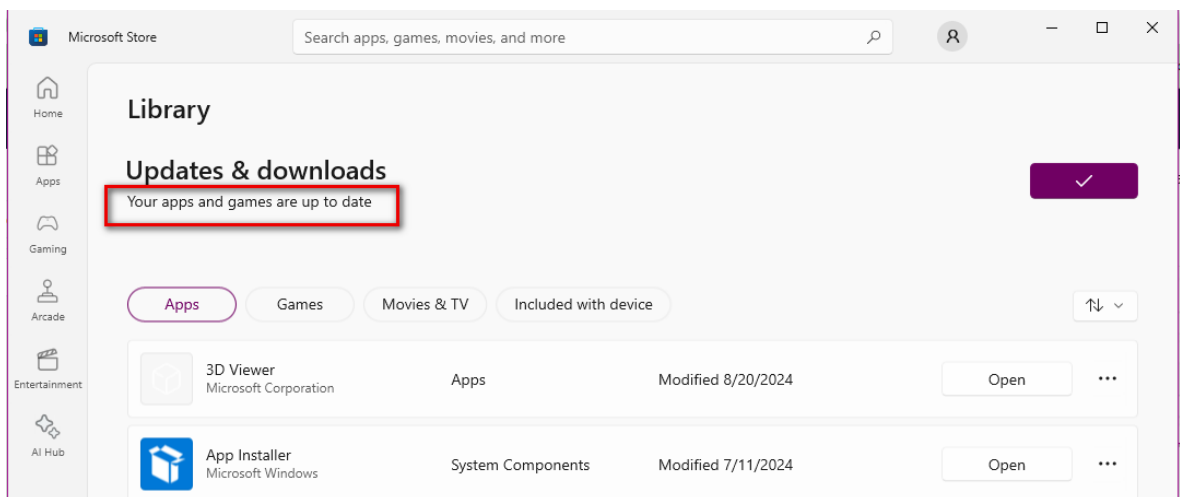 Microsoft Store
Search apps, games, movies, and more
Home
Apps
Gaming
Arcade
Entertainment
AI Hub
Library
Updates & downloads
Your apps and games are up to date
Apps Games Movies & TV Included with device
3D Viewer
Microsoft Corporation
Apps
Modified 8/20/2024
Open
App Installer
Microsoft Windows
System Components
Modified 7/11/2024
Open